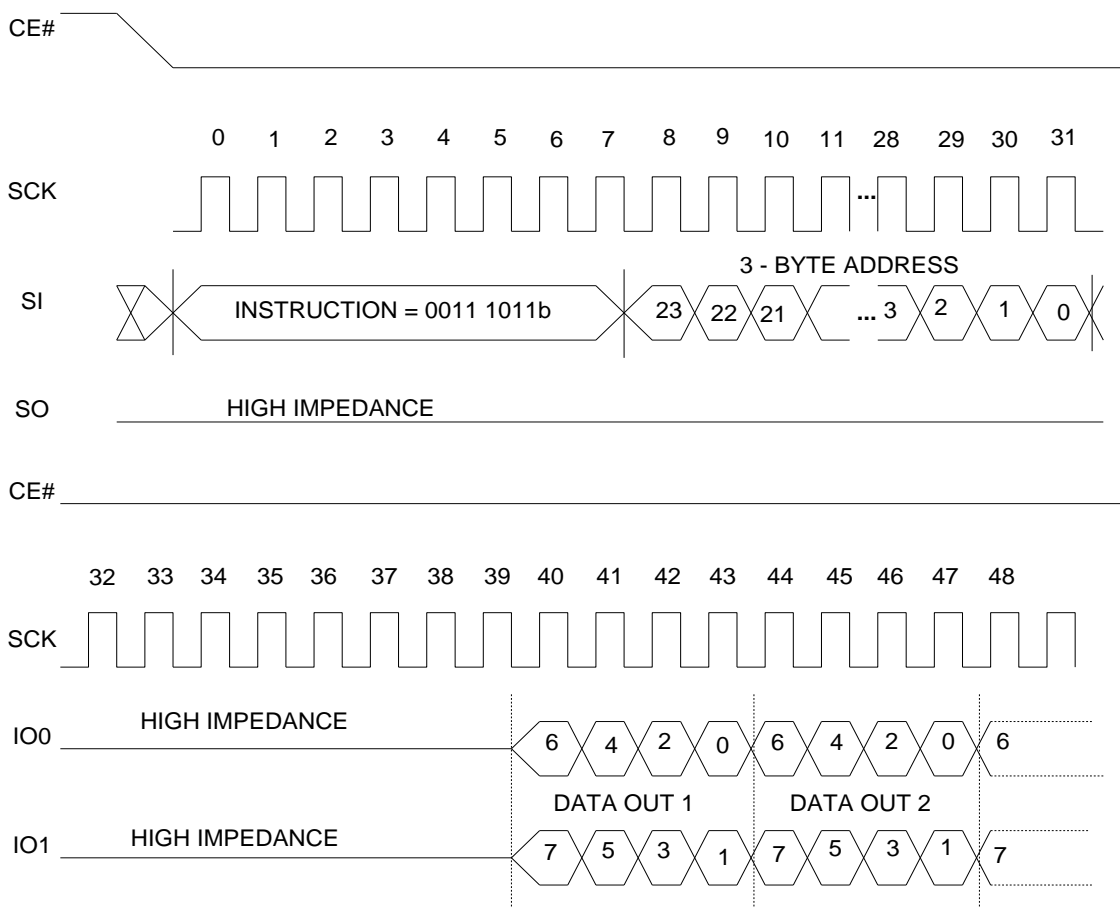 CE#
0 1 2 3 4 5 6 7 8 9 10 11 28 29 30 31
SCK ...
3 - BYTE ADDRESS
SI INSTRUCTION = 0011 1011b 23 22 21 ... 3 2 1 0
SO HIGH IMPEDANCE
CE#
32 33 34 35 36 37 38 39 40 41 42 43 44 45 46 47 48
SCK
HIGH IMPEDANCE
IO0 6 4 2 0 6 4 2 0 6
DATA OUT 1 DATA OUT 2
IO1 HIGH IMPEDANCE 7 5 3 1 7 5 3 1 7